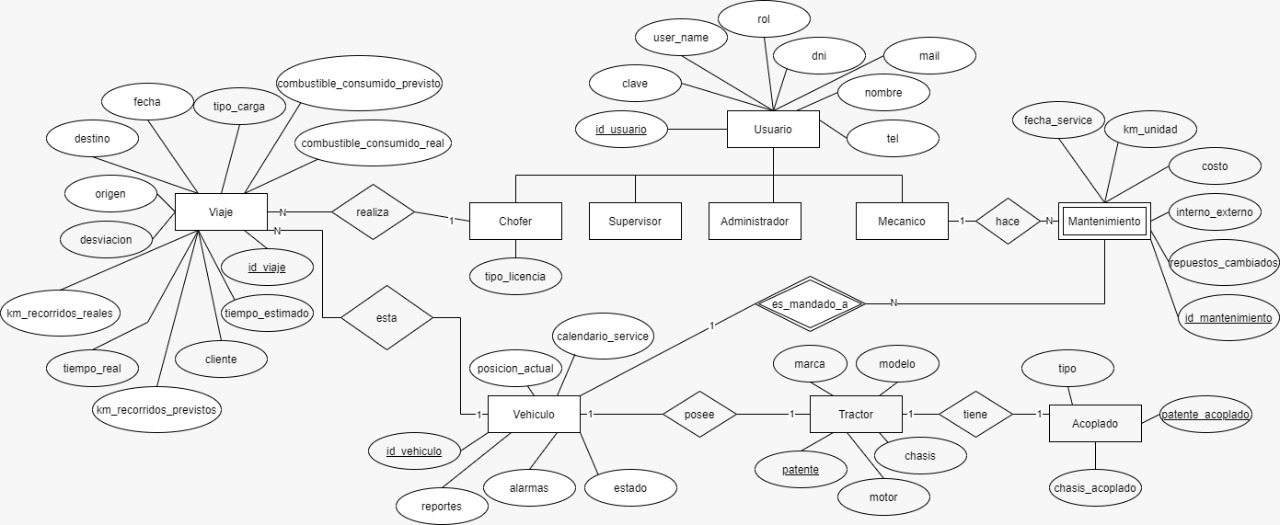 rol
user_name
dni
mail
clave
nombre
id_usuario
Usuario
tel
combustible_consumido_previsto
fecha
tipo_carga
destino
combustible_consumido_real
origen
Viaje
N
realiza
1
desviacion
N
id_viaje
km_recorridos_reales
tiempo_estimado
tiempo_real
cliente
km_recorridos_previstos
esta
1
Chofer
Supervisor
Administrador
Mecanico
tipo_licencia
1
hace
N
Mantenimiento
fecha_service
km_unidad
costo
interno_externo
repuestos_cambiados
id_mantenimiento
es_mandado_a
N
1
calendario_service
posicion_actual
Vehiculo
id_vehiculo
reportes
alarmas
estado
1
posee
1
marca
modelo
Tractor
patente
motor
chasis
1
tiene
1
tipo
Acoplado
patente_acoplado
chasis_acoplado